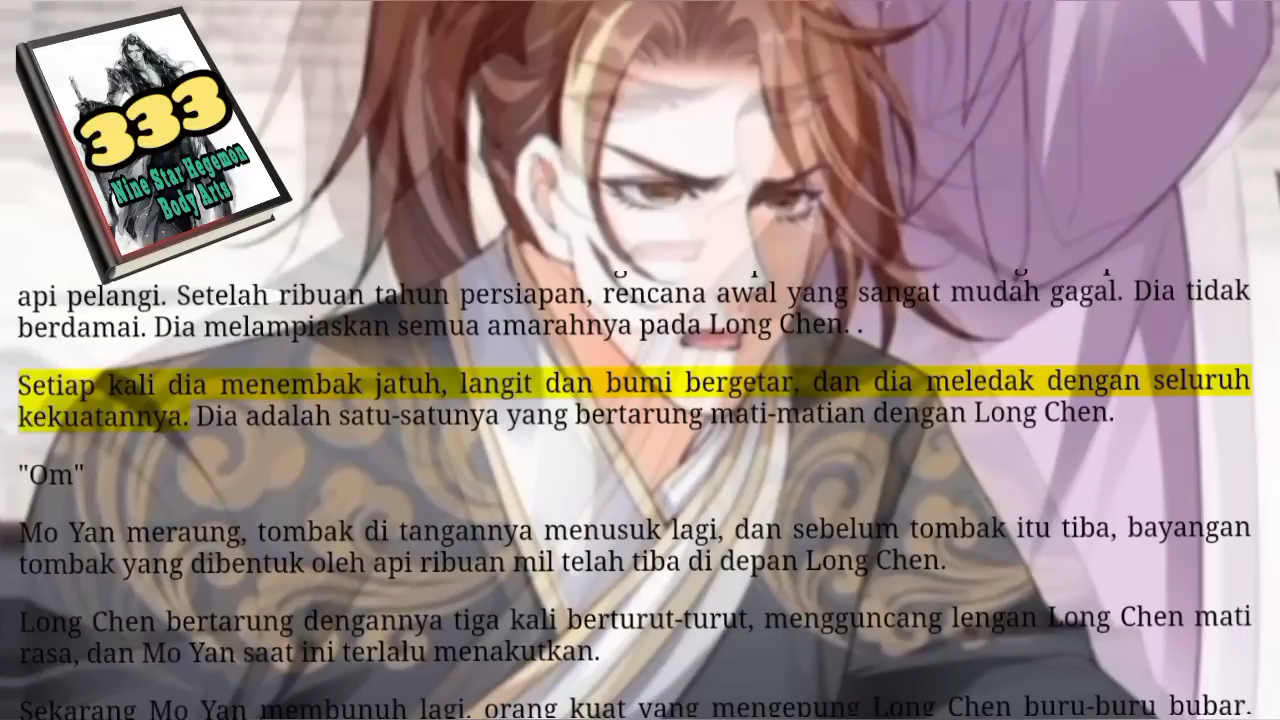 333
Nine Star Hegemon
Body Arts
api pelangi. Setelah ribuan tahun persiapan, rencana awal yang sangat mudah gagal. Dia tidak
berdamai. Dia melampiaskan semua amarahnya pada Long Chen. .
Setiap kali dia menembak jatuh, langit dan bumi bergetar, dan dia meledak dengan seluruh
kekuatannya. Dia adalah satu-satunya yang bertarung mati-matian dengan Long Chen.
"Om"
Mo Yan meraung, tombak di tangannya menusuk lagi, dan sebelum tombak itu tiba, bayangan
tombak yang dibentuk oleh api ribuan mil telah tiba di depan Long Chen.
Long Chen bertarung dengannya tiga kali berturut-turut, mengguncang lengan Long Chen mati
rasa, dan Mo Yan saat ini terlalu menakutkan.
Sekarang Mo Yan membunuh lagi, orang kuat yang mengepung Long Chen buru-buru bubar.